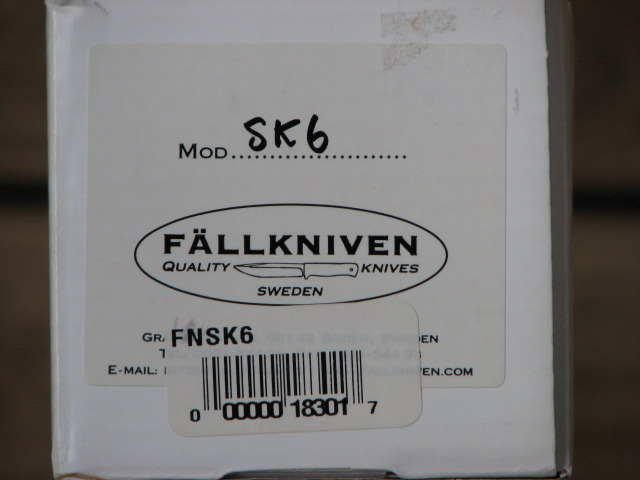 MOD....................... SK6
FÄLLKNIVEN
QUALITY KNIVES
SWEDEN
FNSK6
E-MAIL:
0 00000 18301 7